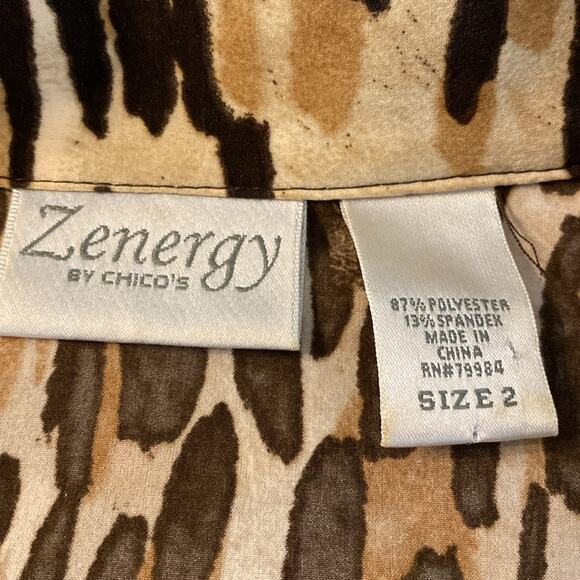 Zenergy
BY CHICO'S
87% POLYESTER
13% SPANDEX
MADE IN
CHINA
RN#79984
SIZE 2